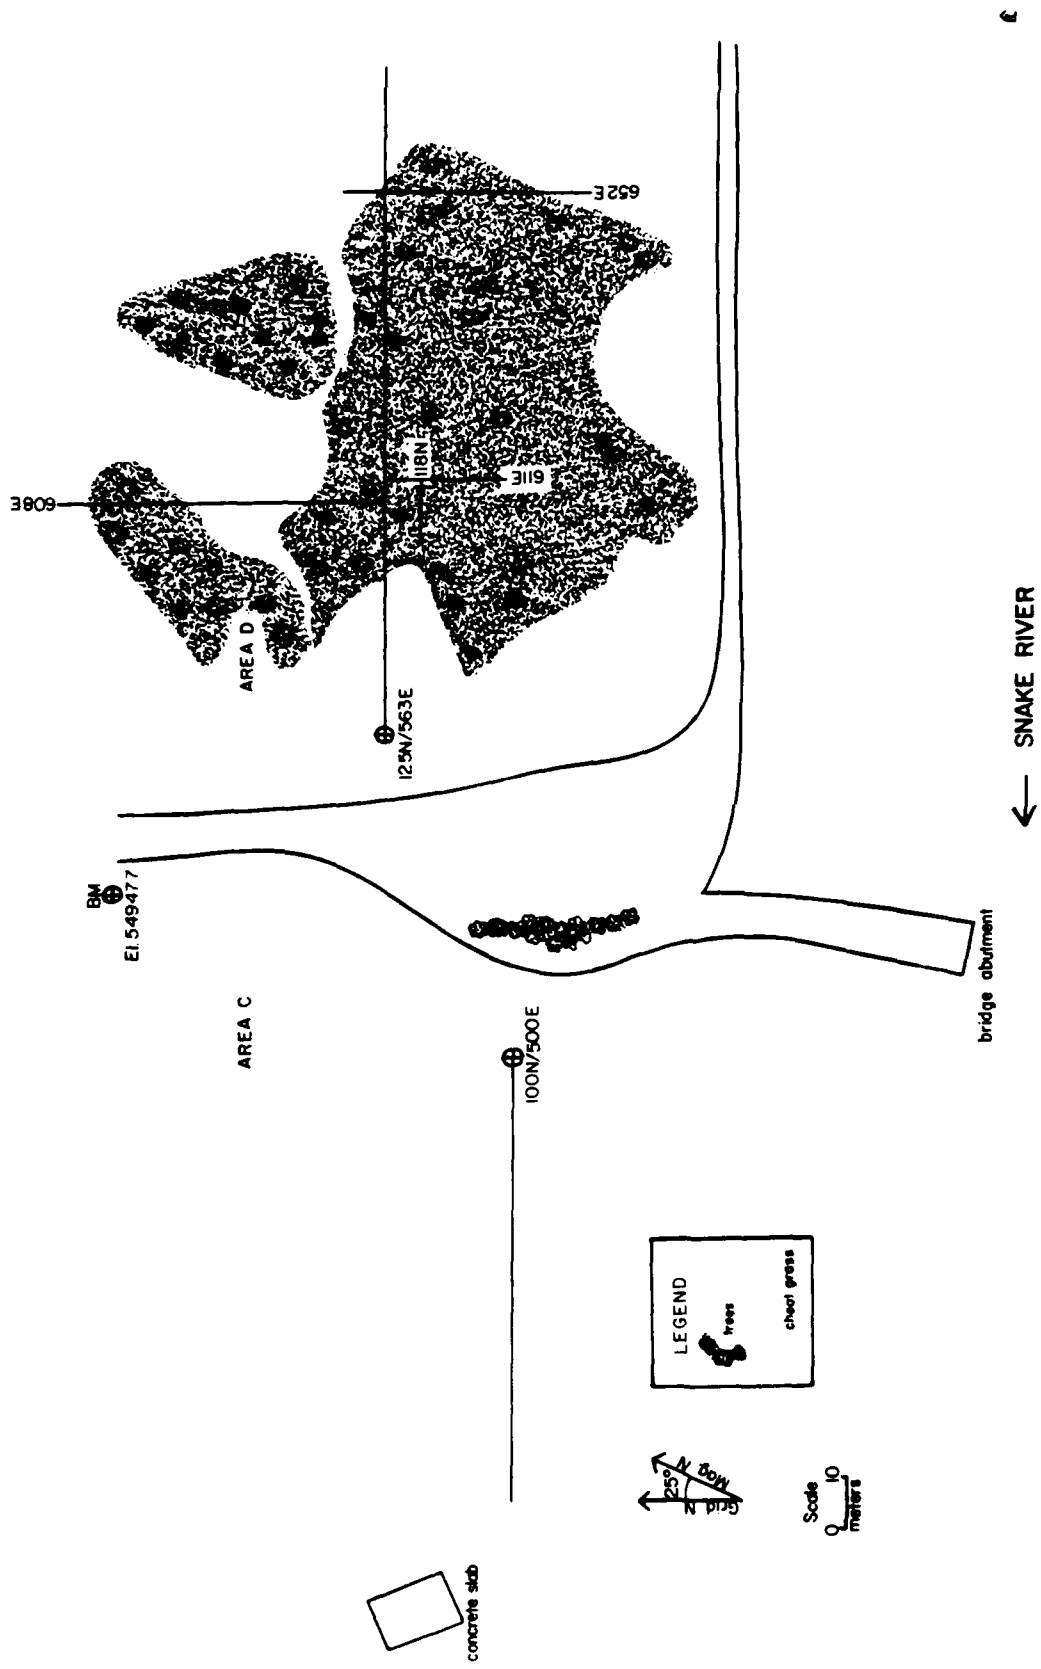 608E
652E
118N
611E
AREA D
125N/563E
BM
El. 549477
AREA C
100N/500E
bridge abutment
← SNAKE RIVER
LEGEND
trees
cheat grass
Grid N
25°
Mag. N
Scale
0 10
meters
concrete slab